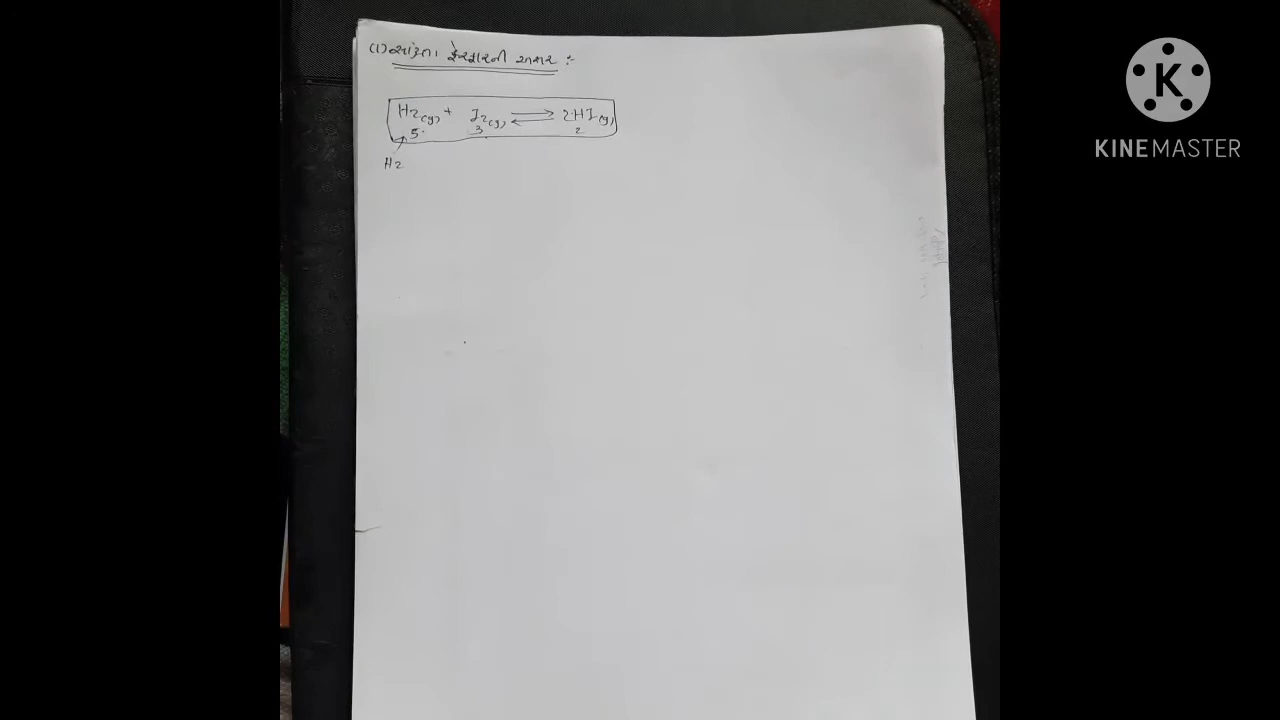 (1) સાંદ્રતા ફેરફારની અસર :-
H2(g) + I2(g) ⇌ 2HI(g)
5 3 2
H2
K
KINEMASTER